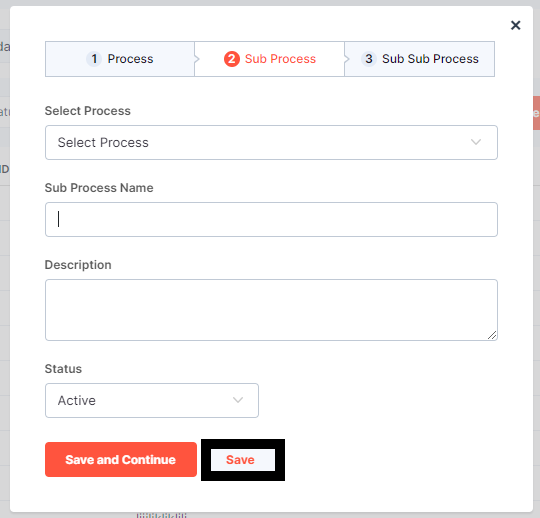 1 Process 2 Sub Process 3 Sub Sub Process
Select Process
Select Process
Sub Process Name
Description
Status
Active
Save and Continue Save